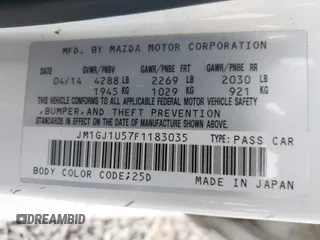 MFD. BY MAZDA MOTOR CORPORATION
GVWR/PNBV GAWR/PNBE FRT GAWR/PNBE RR
04/14 4288 LB 2269 LB 2030 LB
1945 KG 1029 KG 921 KG
THIS VEHICLE CONFORMS TO ALL APPLICABLE FEDERAL MOTOR VEHICLE SAFETY
,BUMPER,AND THEFT PREVENTION
STANDARDS IN EFFECT ON THE DATE OF MANUFACTURE SHOWN ABOVE.
JM1GJ1U57F1183035 TYPE: PASS CAR
BODY COLOR CODE;25D
MADE IN JAPAN
© RIDSAFELY